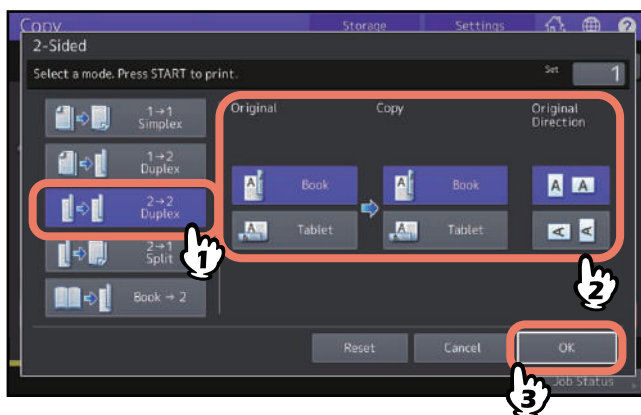 Copy Storage Settings
2-Sided
Select a mode. Press START to print. Set 1
Original Copy Original Direction
1→1 Simplex
1→2 Duplex
2→2 Duplex
2→1 Split
Book → 2
Book Book A A
Tablet Tablet A A
1
2
Reset Cancel OK
3
Job Status